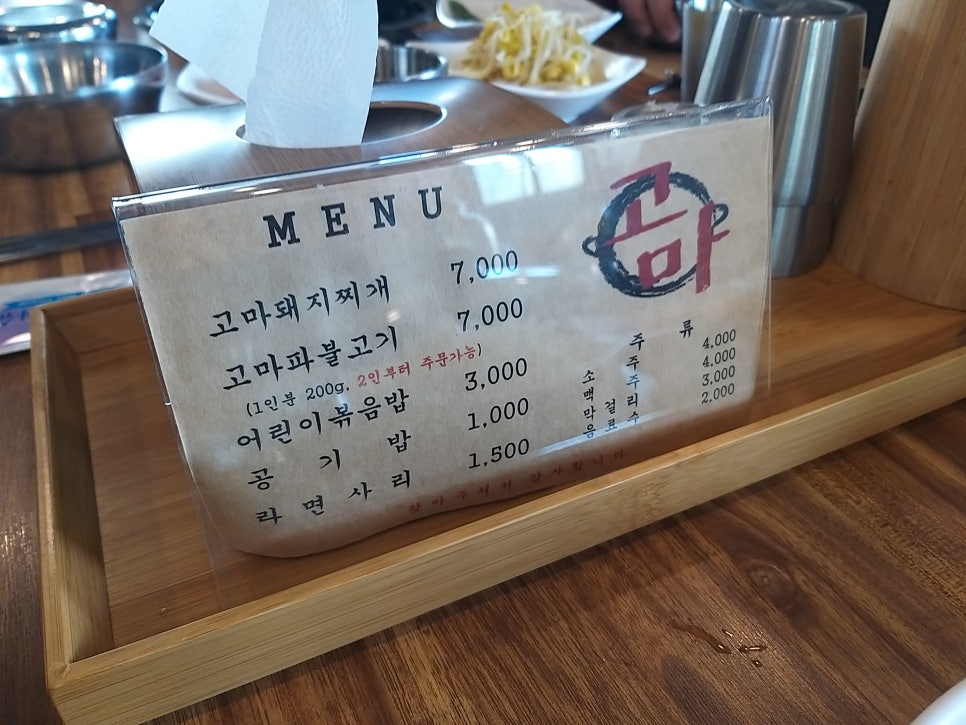 MENU
고마
고마돼지찌개 7,000
고마파불고기 7,000
(1인분 200g, 2인부터 주문가능)
어린이볶음밥 3,000
공기밥 1,000
라면사리 1,500
주류
소주 4,000
맥주 4,000
막걸리 3,000
음료수 2,000
찾아주셔서 감사합니다